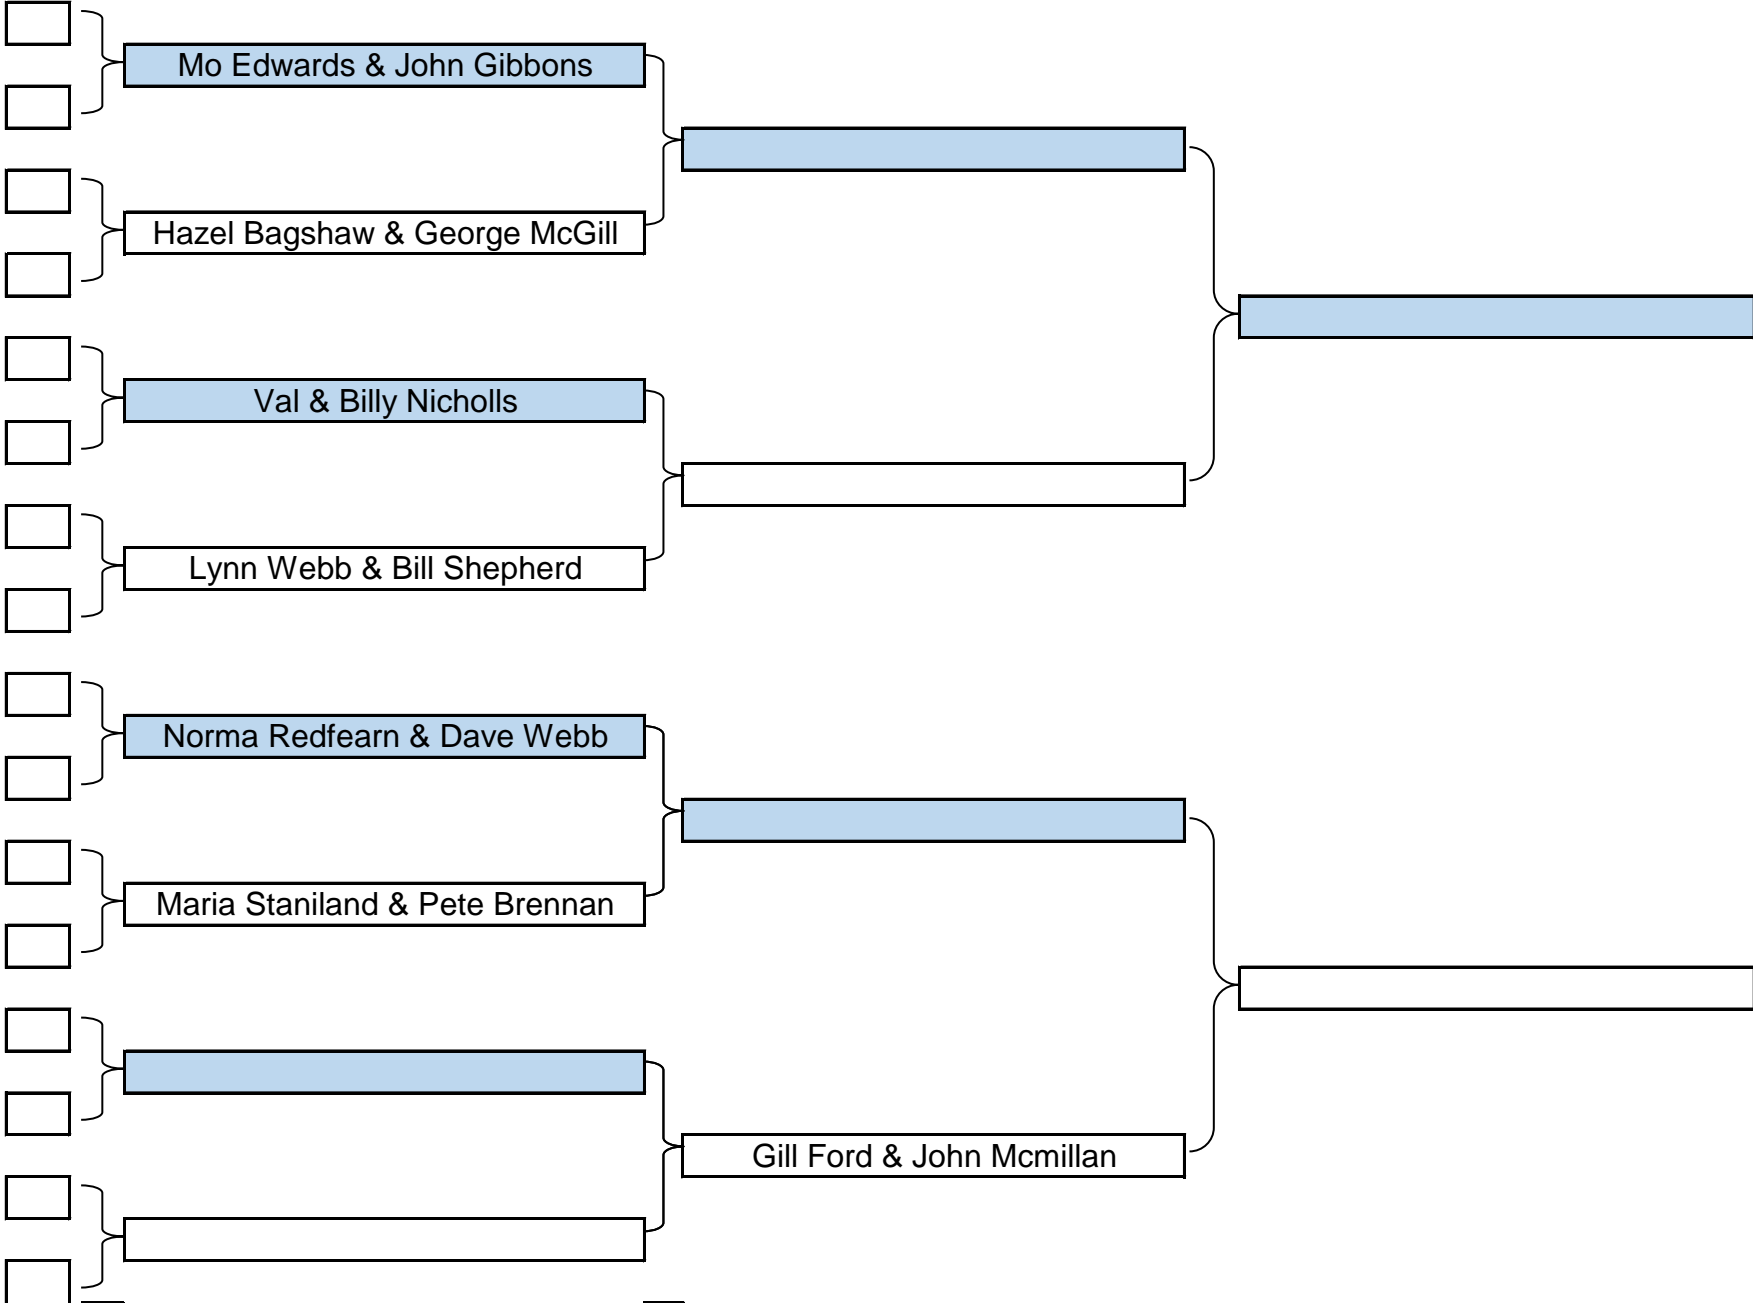 Mo Edwards & John Gibbons
Hazel Bagshaw & George McGill
Val & Billy Nicholls
Lynn Webb & Bill Shepherd
Norma Redfearn & Dave Webb
Maria Staniland & Pete Brennan
Gill Ford & John Mcmillan